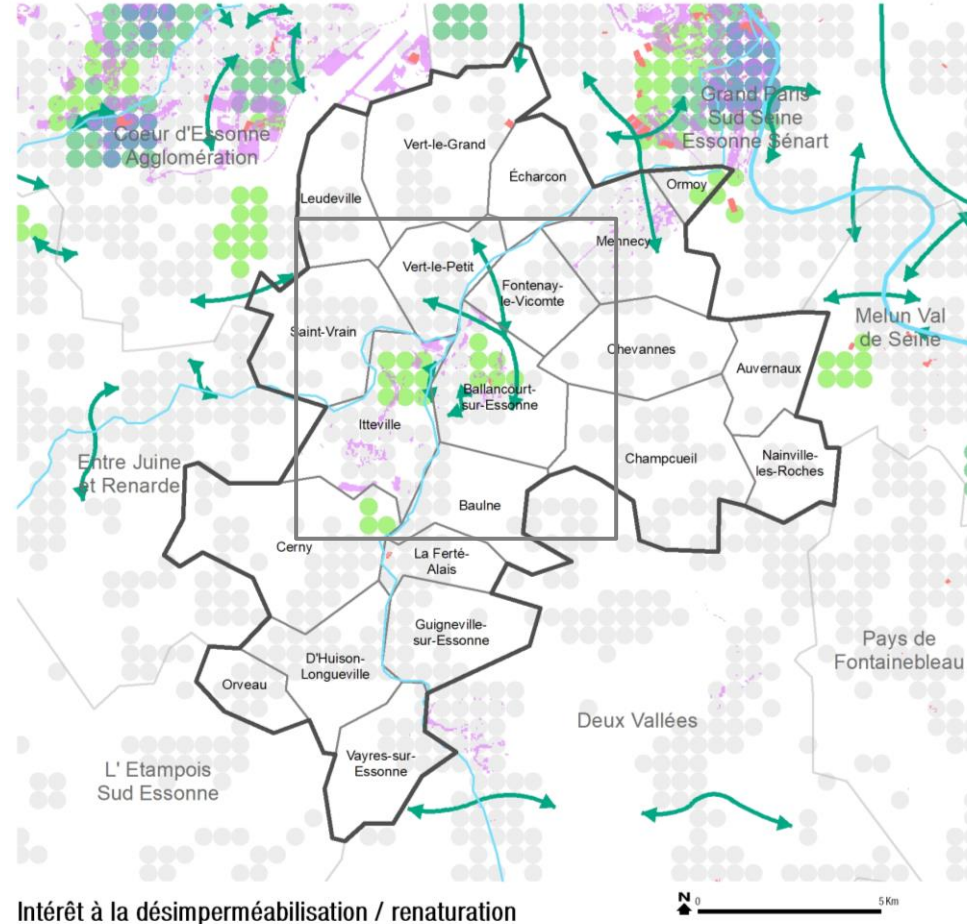 Grand Paris
Sud Seine
Essonne Sénart
Coeur d'Essonne
Agglomération
Vert-le-Grand
Écharcon
Ormoy
Leudeville
Mennecy
Vert-le-Petit
Fontenay-
le-Vicomte
Saint-Vrain
Chevannes
Melun Val
de Seine
Auvernaux
Ballancourt-
sur-Essonne
Itteville
Entre Juine
et Renarde
Champcueil
Nainville-
les-Roches
Baulne
Cerny
La Ferté-
Alais
Guigneville-
sur-Essonne
Pays de
Fontainebleau
D'Huison-
Longueville
Orveau
Deux Vallées
Vayres-sur-
Essonne
L' Etampois
Sud Essonne
Intérêt à la désimperméabilisation / renaturation
N
0 5 Km